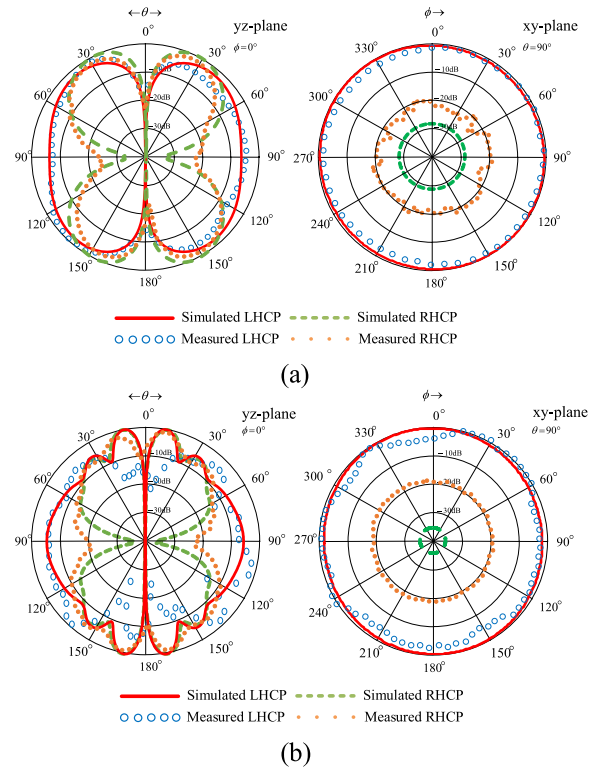 ←θ→ yz-plane ϕ→ xy-plane
0° ϕ=0° 0° θ=90°
30° 30° 330° 30°
60° 60° 300° 60°
-10dB
-20dB -20dB
-30dB
90° 90° 270° 90°
120° 120° 240° 120°
150° 150° 210° 150°
180° 180°
Simulated LHCP Simulated RHCP
Measured LHCP Measured RHCP
(a)
←θ→ yz-plane ϕ→ xy-plane
0° ϕ=0° 0° θ=90°
30° 30° 330° 30°
-10dB -10dB
60° 60° 300° 60°
-30dB -30dB
90° 90° 270° 90°
120° 120° 240° 120°
150° 150° 210° 150°
180° 180°
Simulated LHCP Simulated RHCP
Measured LHCP Measured RHCP
(b)